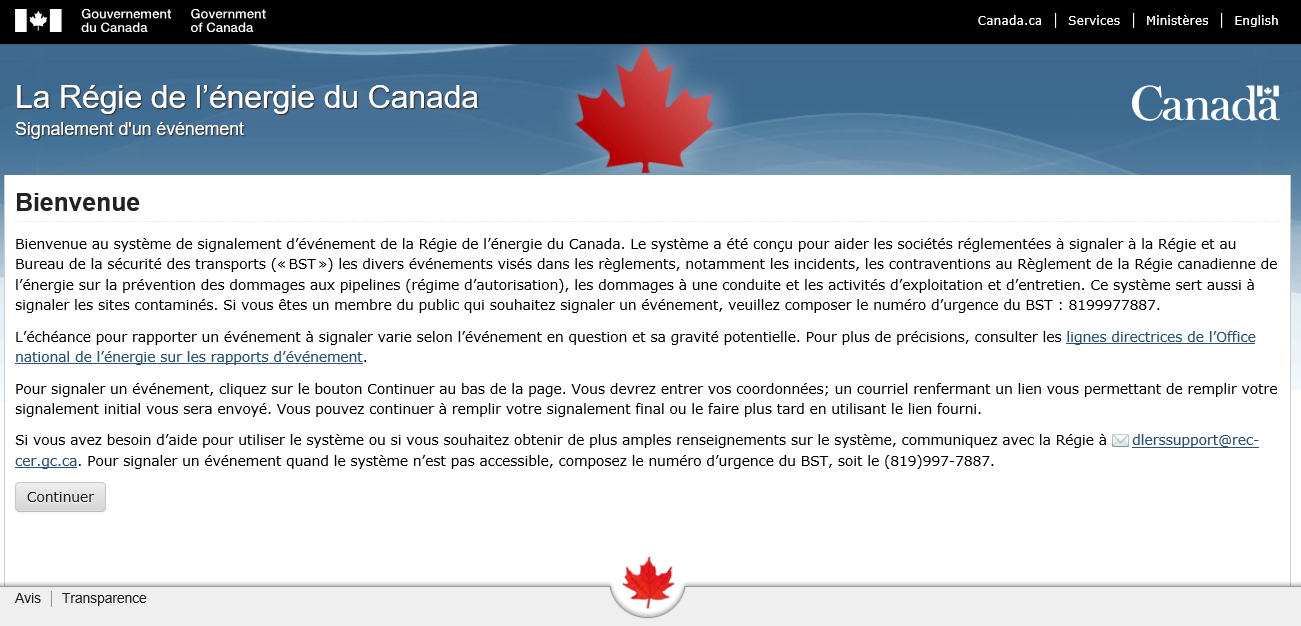 Gouvernement du Canada
Government of Canada
Canada.ca
Services
Ministères
English
La Régie de l’énergie du Canada
Signalement d'un événement
Canada
Bienvenue
Bienvenue au système de signalement d’événement de la Régie de l’énergie du Canada. Le système a été conçu pour aider les sociétés réglementées à signaler à la Régie et au
Bureau de la sécurité des transports (« BST ») les divers événements visés dans les règlements, notamment les incidents, les contraventions au Règlement de la Régie canadienne de
l’énergie sur la prévention des dommages aux pipelines (régime d’autorisation), les dommages à une conduite et les activités d’exploitation et d’entretien. Ce système sert aussi à
signaler les sites contaminés. Si vous êtes un membre du public qui souhaitez signaler un événement, veuillez composer le numéro d’urgence du BST : 8199977887.
L’échéance pour rapporter un événement à signaler varie selon l’événement en question et sa gravité potentielle. Pour plus de précisions, consulter les lignes directrices de l’Office
national de l’énergie sur les rapports d’événement.
Pour signaler un événement, cliquez sur le bouton Continuer au bas de la page. Vous devrez entrer vos coordonnées; un courriel renfermant un lien vous permettant de remplir votre
signalement initial vous sera envoyé. Vous pouvez continuer à remplir votre signalement final ou le faire plus tard en utilisant le lien fourni.
Si vous avez besoin d’aide pour utiliser le système ou si vous souhaitez obtenir de plus amples renseignements sur le système, communiquez avec la Régie à dlerssupport@rec-
cer.gc.ca. Pour signaler un événement quand le système n’est pas accessible, composez le numéro d’urgence du BST, soit le (819)997-7887.
Continuer
Avis
Transparence